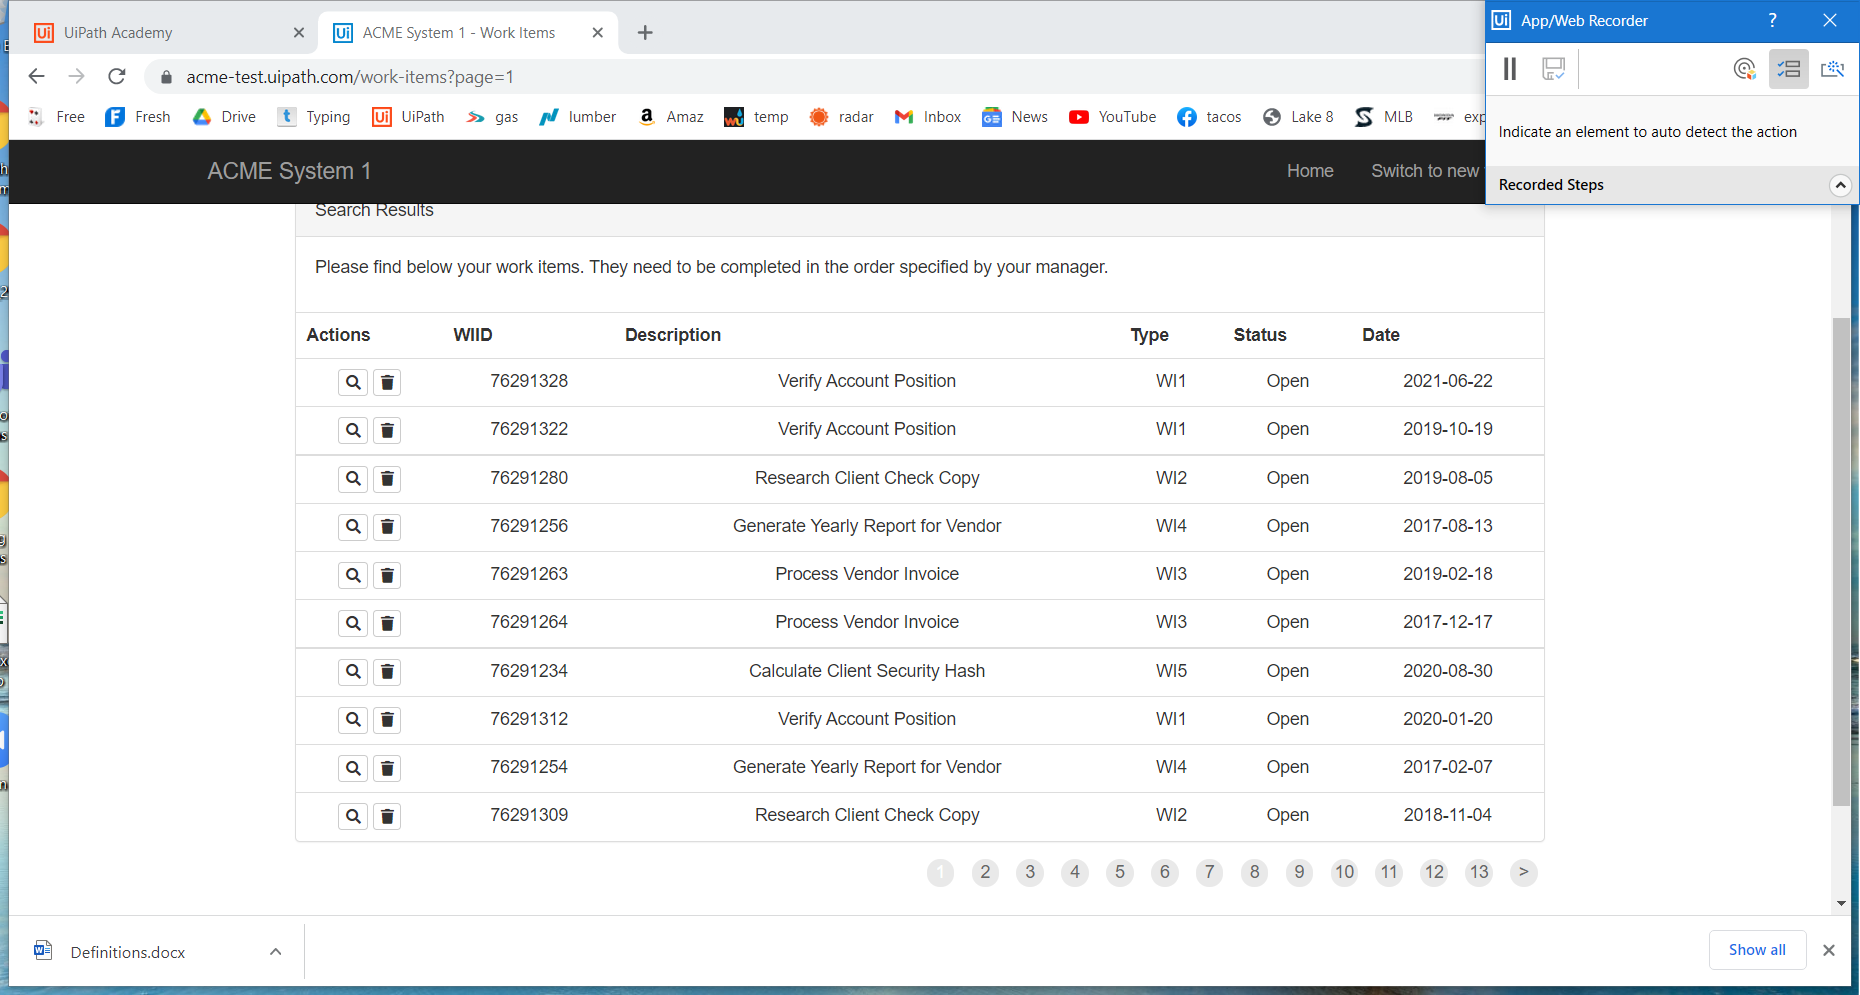 UiPath Academy
ACME System 1 - Work Items
App/Web Recorder
?
acme-test.uipath.com/work-items?page=1
Free Fresh Drive Typing UiPath gas lumber Amaz temp radar Inbox News YouTube tacos Lake 8 MLB exp
Indicate an element to auto detect the action
Recorded Steps
ACME System 1 Home Switch to new
Search Results
Please find below your work items. They need to be completed in the order specified by your manager.
Actions WIID Description Type Status Date
76291328 Verify Account Position WI1 Open 2021-06-22
76291322 Verify Account Position WI1 Open 2019-10-19
76291280 Research Client Check Copy WI2 Open 2019-08-05
76291256 Generate Yearly Report for Vendor WI4 Open 2017-08-13
76291263 Process Vendor Invoice WI3 Open 2019-02-18
76291264 Process Vendor Invoice WI3 Open 2017-12-17
76291234 Calculate Client Security Hash WI5 Open 2020-08-30
76291312 Verify Account Position WI1 Open 2020-01-20
76291254 Generate Yearly Report for Vendor WI4 Open 2017-02-07
76291309 Research Client Check Copy WI2 Open 2018-11-04
1 2 3 4 5 6 7 8 9 10 11 12 13 >
Definitions.docx
Show all